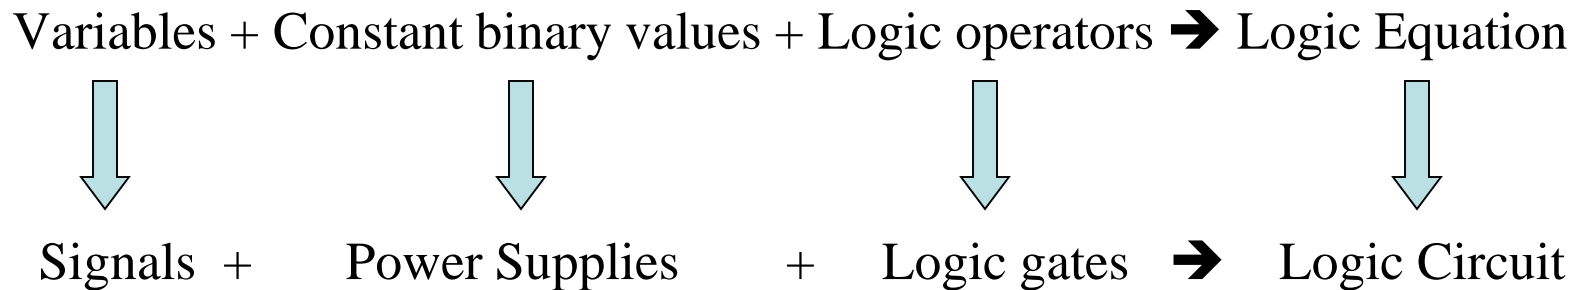 Variables + Constant binary values + Logic operators ➔ Logic Equation
Signals + Power Supplies + Logic gates ➔ Logic Circuit